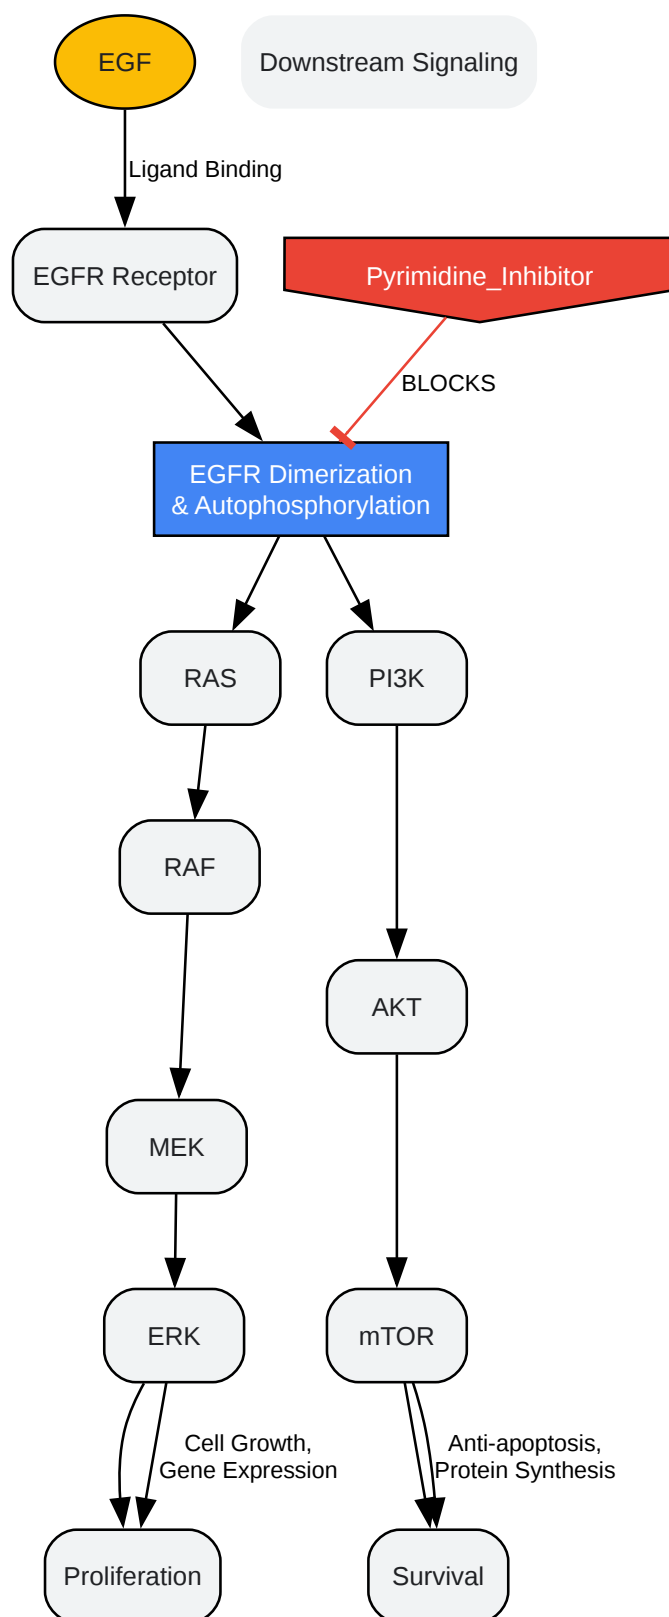 EGF
Downstream Signaling
Ligand Binding
EGFR Receptor
Pyrimidine_Inhibitor
BLOCKS
EGFR Dimerization
& Autophosphorylation
RAS
PI3K
RAF
AKT
MEK
ERK
mTOR
Cell Growth,
Gene Expression
Anti-apoptosis,
Protein Synthesis
Proliferation
Survival